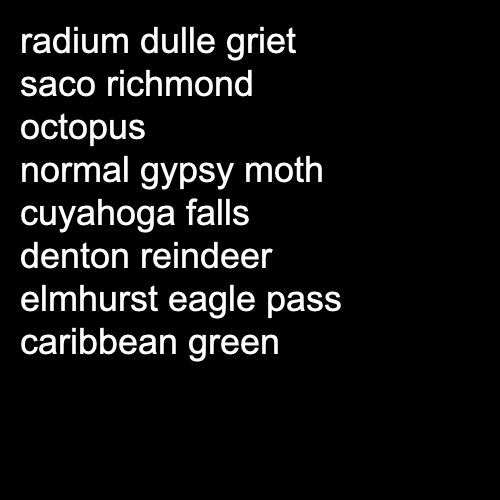 radium dulle griet
saco richmond
octopus
normal gypsy moth
cuyahoga falls
denton reindeer
elmhurst eagle pass
caribbean green